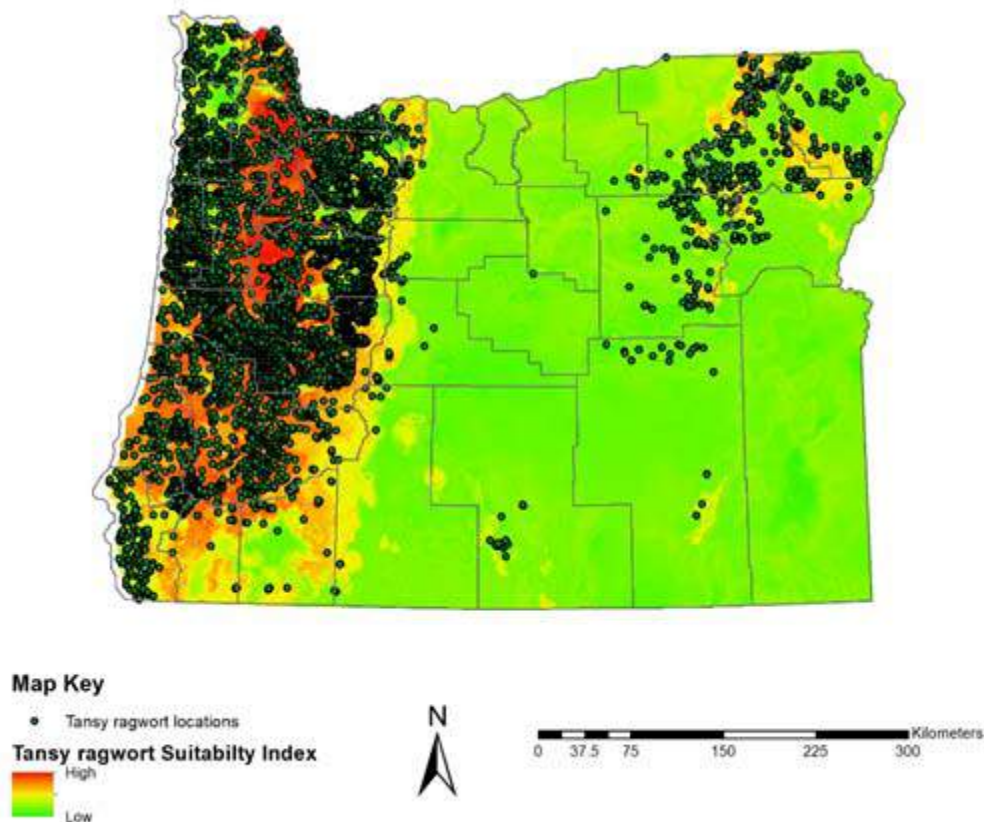 Map Key
Tansy ragwort locations
Tansy ragwort Suitabilty Index
High
Low
N
Kilometers
0 37.5 75 150 225 300